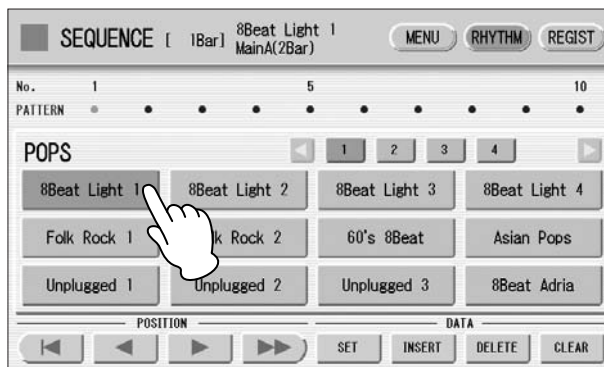 SEQUENCE [ 1Bar] 8Beat Light 1 MENU RHYTHM REGIST
MainA(2Bar)
No. 1 5 10
PATTERN
POPS 1 2 3 4
8Beat Light 1 8Beat Light 2 8Beat Light 3 8Beat Light 4
Folk Rock 1 k Rock 2 60's 8Beat Asian Pops
Unplugged 1 Unplugged 2 Unplugged 3 8Beat Adria
POSITION DATA
SET INSERT DELETE CLEAR